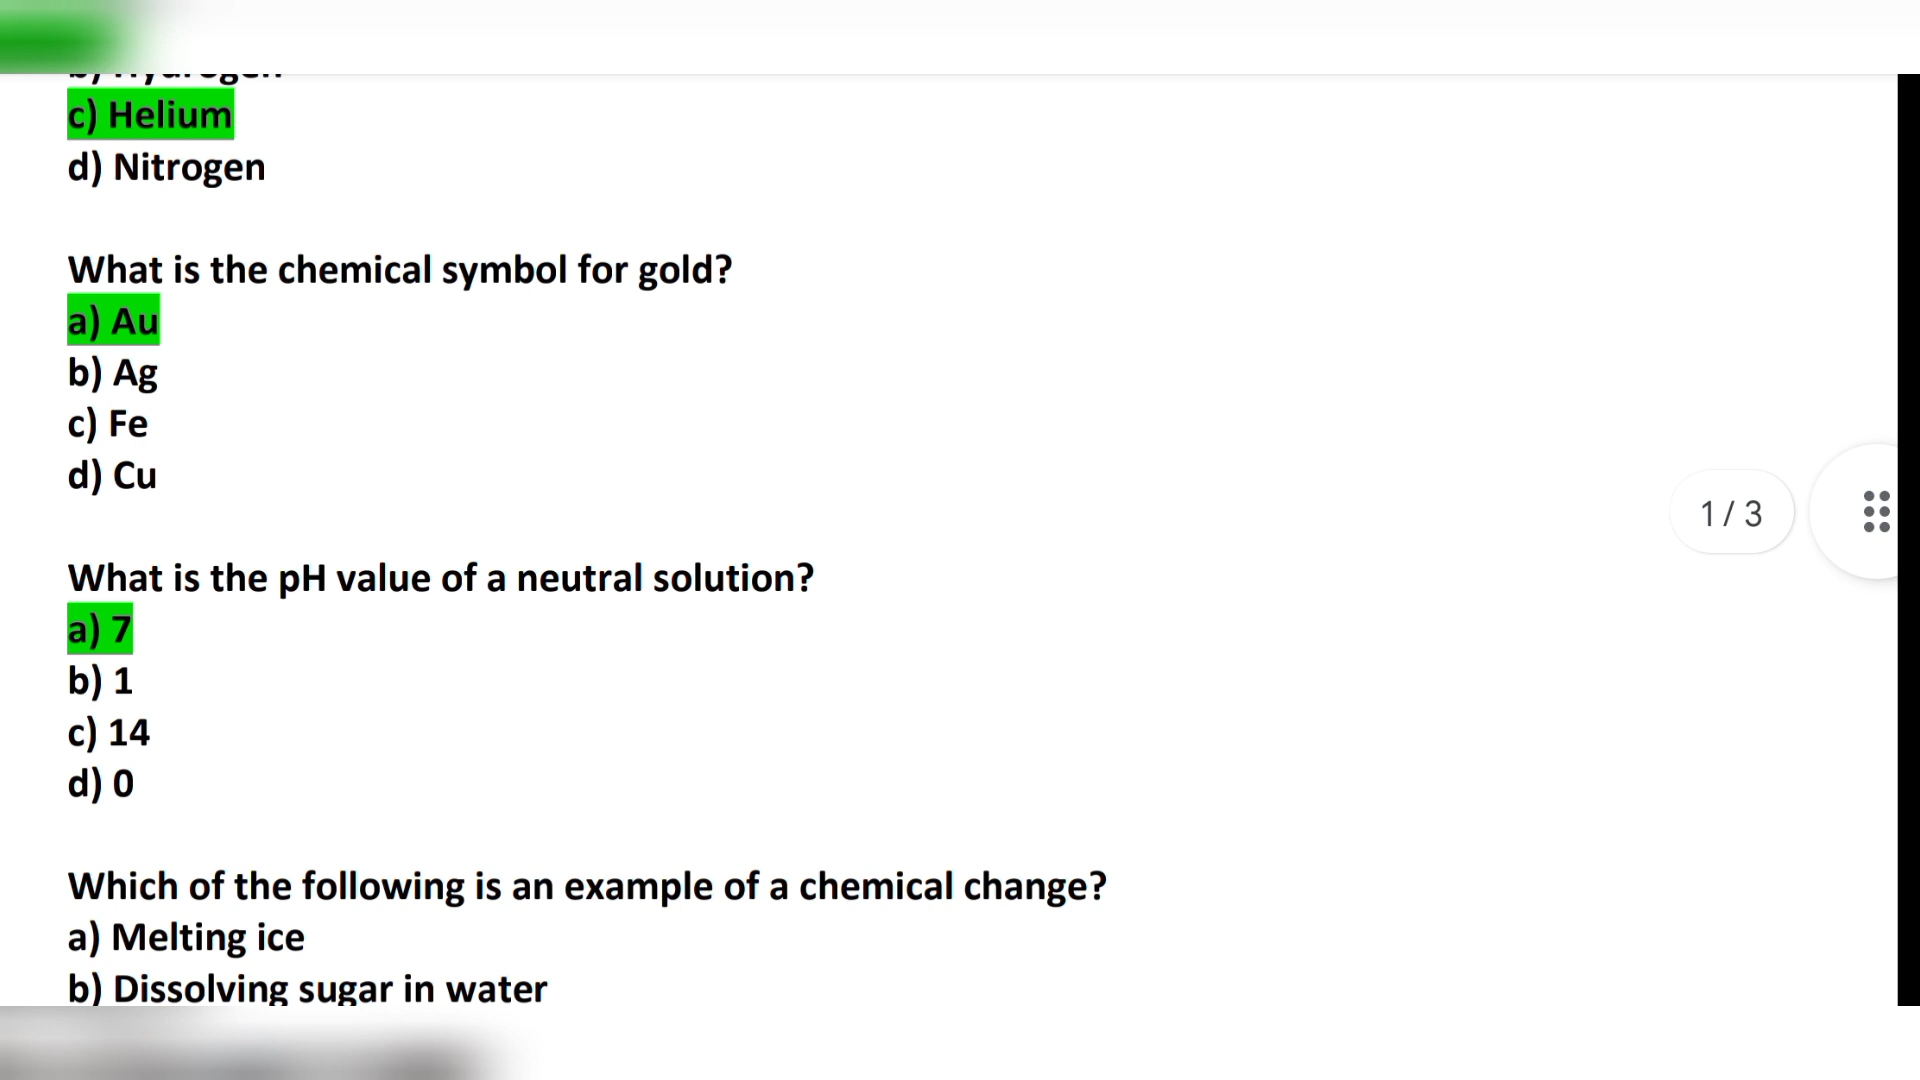 b) Hydrogen
c) Helium
d) Nitrogen
What is the chemical symbol for gold?
a) Au
b) Ag
c) Fe
d) Cu
What is the pH value of a neutral solution?
a) 7
b) 1
c) 14
d) 0
1 / 3
Which of the following is an example of a chemical change?
a) Melting ice
b) Dissolving sugar in water